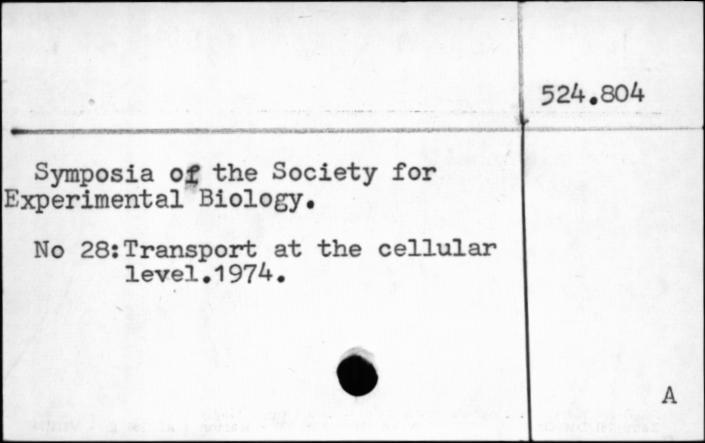 524.804
Symposia of the Society for
Experimental Biology.
No 28:Transport at the cellular
level.1974.
A